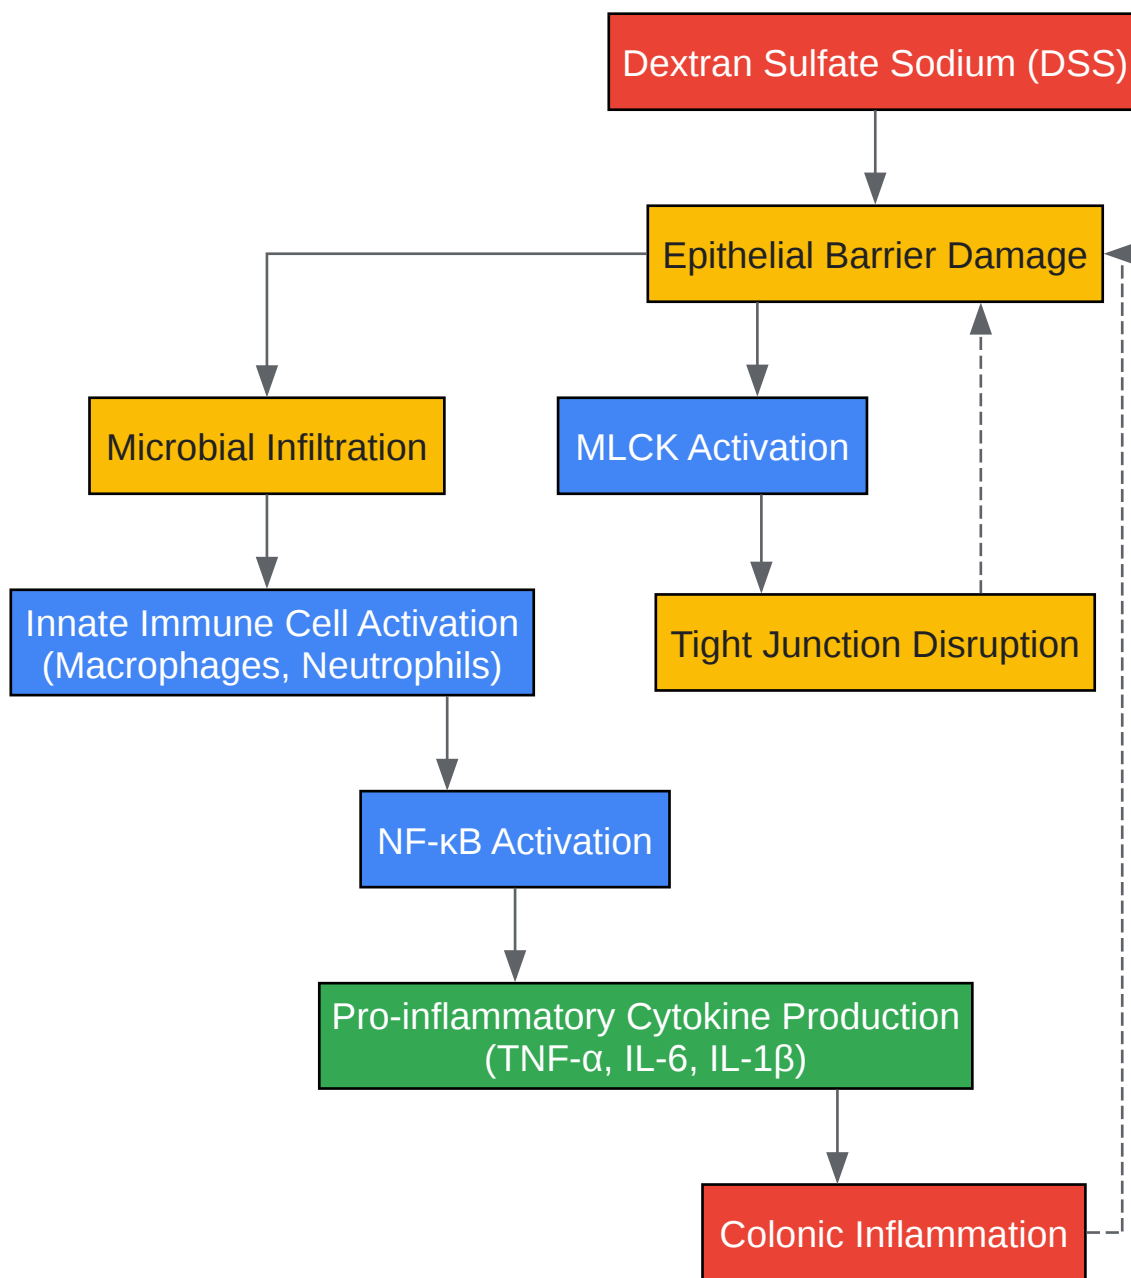 Dextran Sulfate Sodium (DSS)
Epithelial Barrier Damage
Microbial Infiltration
MLCK Activation
Innate Immune Cell Activation
(Macrophages, Neutrophils)
Tight Junction Disruption
NF-κB Activation
Pro-inflammatory Cytokine Production
(TNF-α, IL-6, IL-1β)
Colonic Inflammation